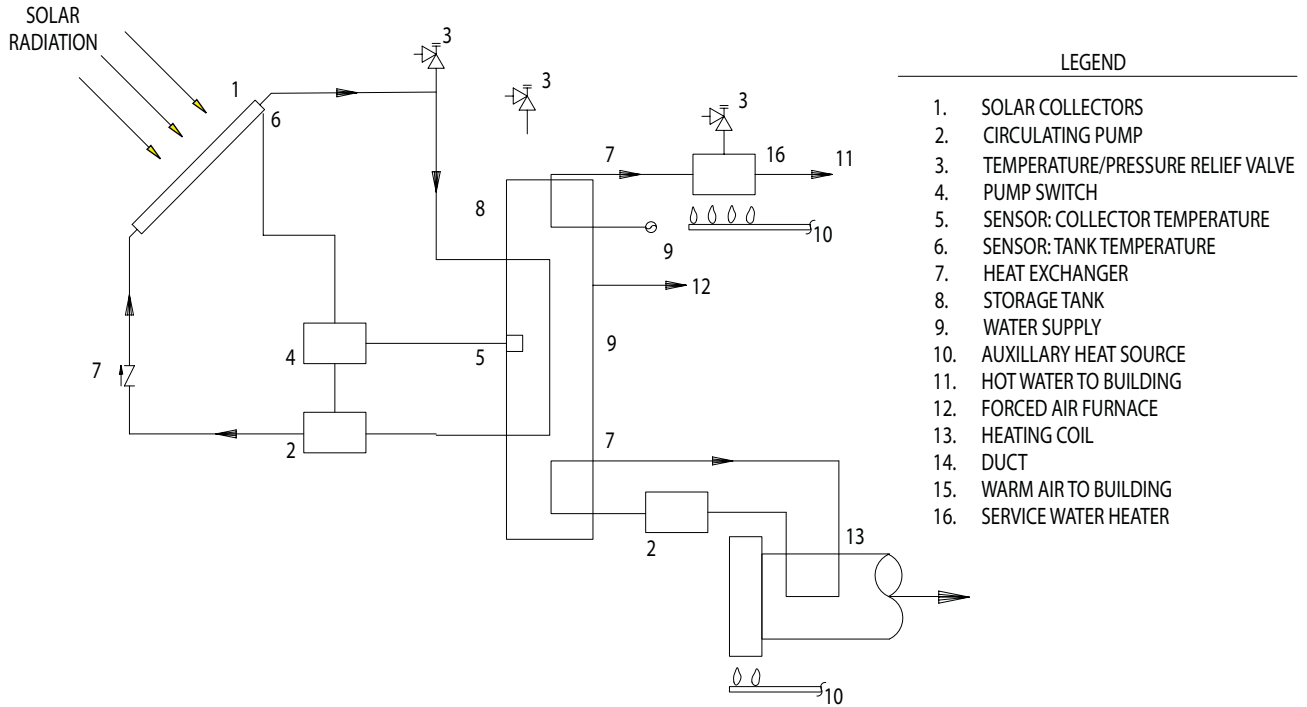 SOLAR
RADIATION
3
1
6
3
3
7
16
11
8
10
9
12
4
5
9
7
2
7
2
13
10
LEGEND
1. SOLAR COLLECTORS
2. CIRCULATING PUMP
3. TEMPERATURE/PRESSURE RELIEF VALVE
4. PUMP SWITCH
5. SENSOR: COLLECTOR TEMPERATURE
6. SENSOR: TANK TEMPERATURE
7. HEAT EXCHANGER
8. STORAGE TANK
9. WATER SUPPLY
10. AUXILLARY HEAT SOURCE
11. HOT WATER TO BUILDING
12. FORCED AIR FURNACE
13. HEATING COIL
14. DUCT
15. WARM AIR TO BUILDING
16. SERVICE WATER HEATER